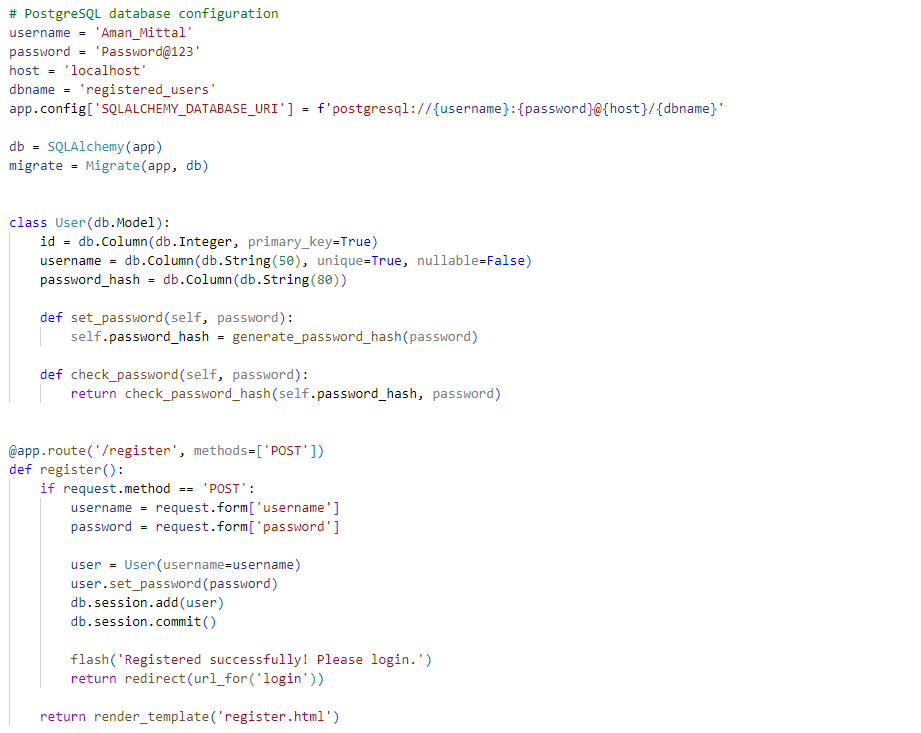 # PostgreSQL database configuration
username = 'Aman_Mittal'
password = 'Password@123'
host = 'localhost'
dbname = 'registered_users'
app.config['SQLALCHEMY_DATABASE_URI'] = f'postgresql://{username}:{password}@{host}/{dbname}'

db = SQLAlchemy(app)
migrate = Migrate(app, db)


class User(db.Model):
    id = db.Column(db.Integer, primary_key=True)
    username = db.Column(db.String(50), unique=True, nullable=False)
    password_hash = db.Column(db.String(80))

    def set_password(self, password):
        self.password_hash = generate_password_hash(password)

    def check_password(self, password):
        return check_password_hash(self.password_hash, password)


@app.route('/register', methods=['POST'])
def register():
    if request.method == 'POST':
        username = request.form['username']
        password = request.form['password']

        user = User(username=username)
        user.set_password(password)
        db.session.add(user)
        db.session.commit()

        flash('Registered successfully! Please login.')
        return redirect(url_for('login'))

    return render_template('register.html')